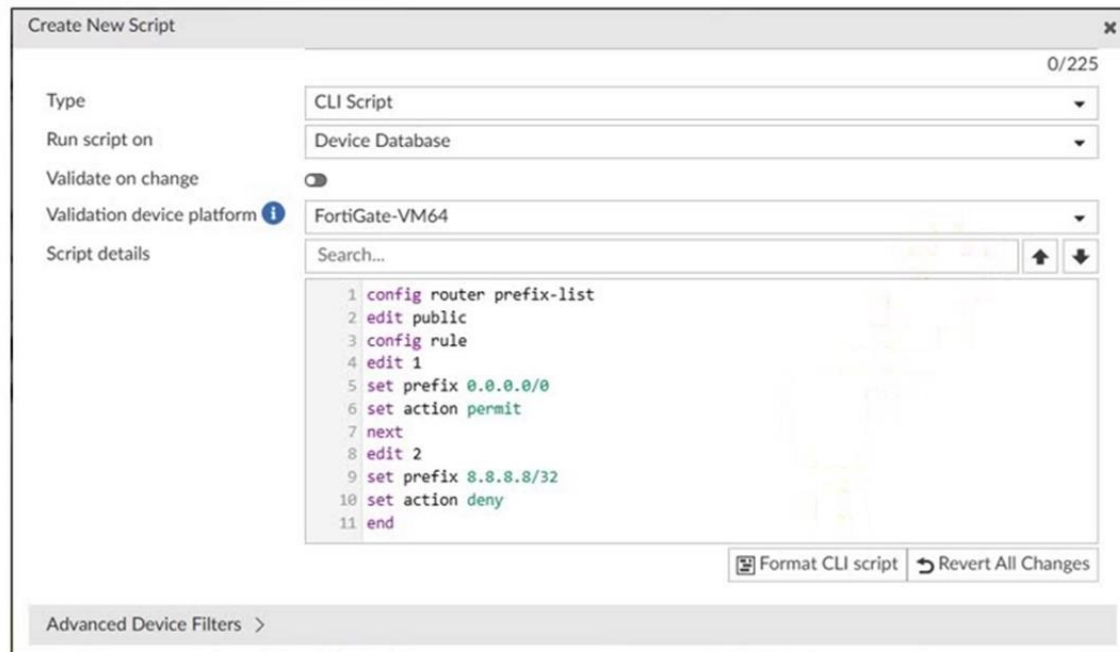 Create New Script ×
0/225
Type CLI Script
Run script on Device Database
Validate on change
Validation device platform i FortiGate-VM64
Script details Search...
1 config router prefix-list
2 edit public
3 config rule
4 edit 1
5 set prefix 0.0.0.0/0
6 set action permit
7 next
8 edit 2
9 set prefix 8.8.8.8/32
10 set action deny
11 end
Format CLI script Revert All Changes
Advanced Device Filters >